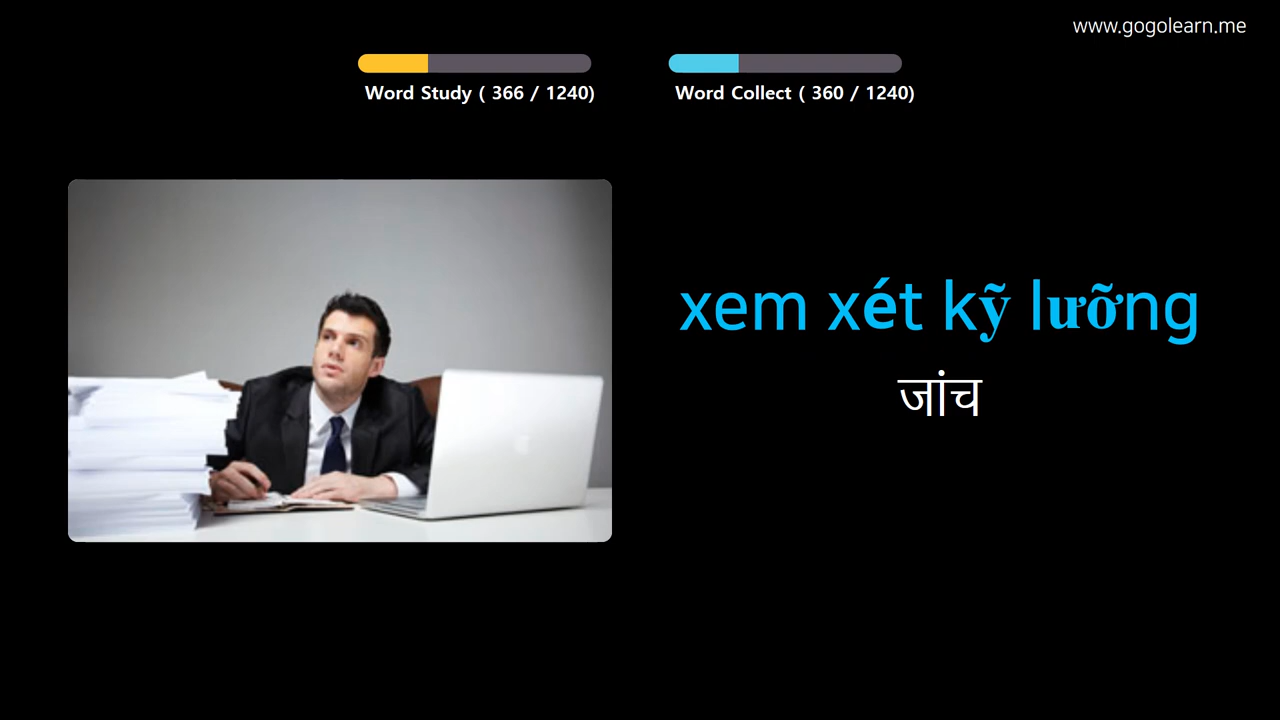 www.gogolearn.me
Word Study ( 366 / 1240)
Word Collect ( 360 / 1240)
xem xét kỹ lưỡng
जांच